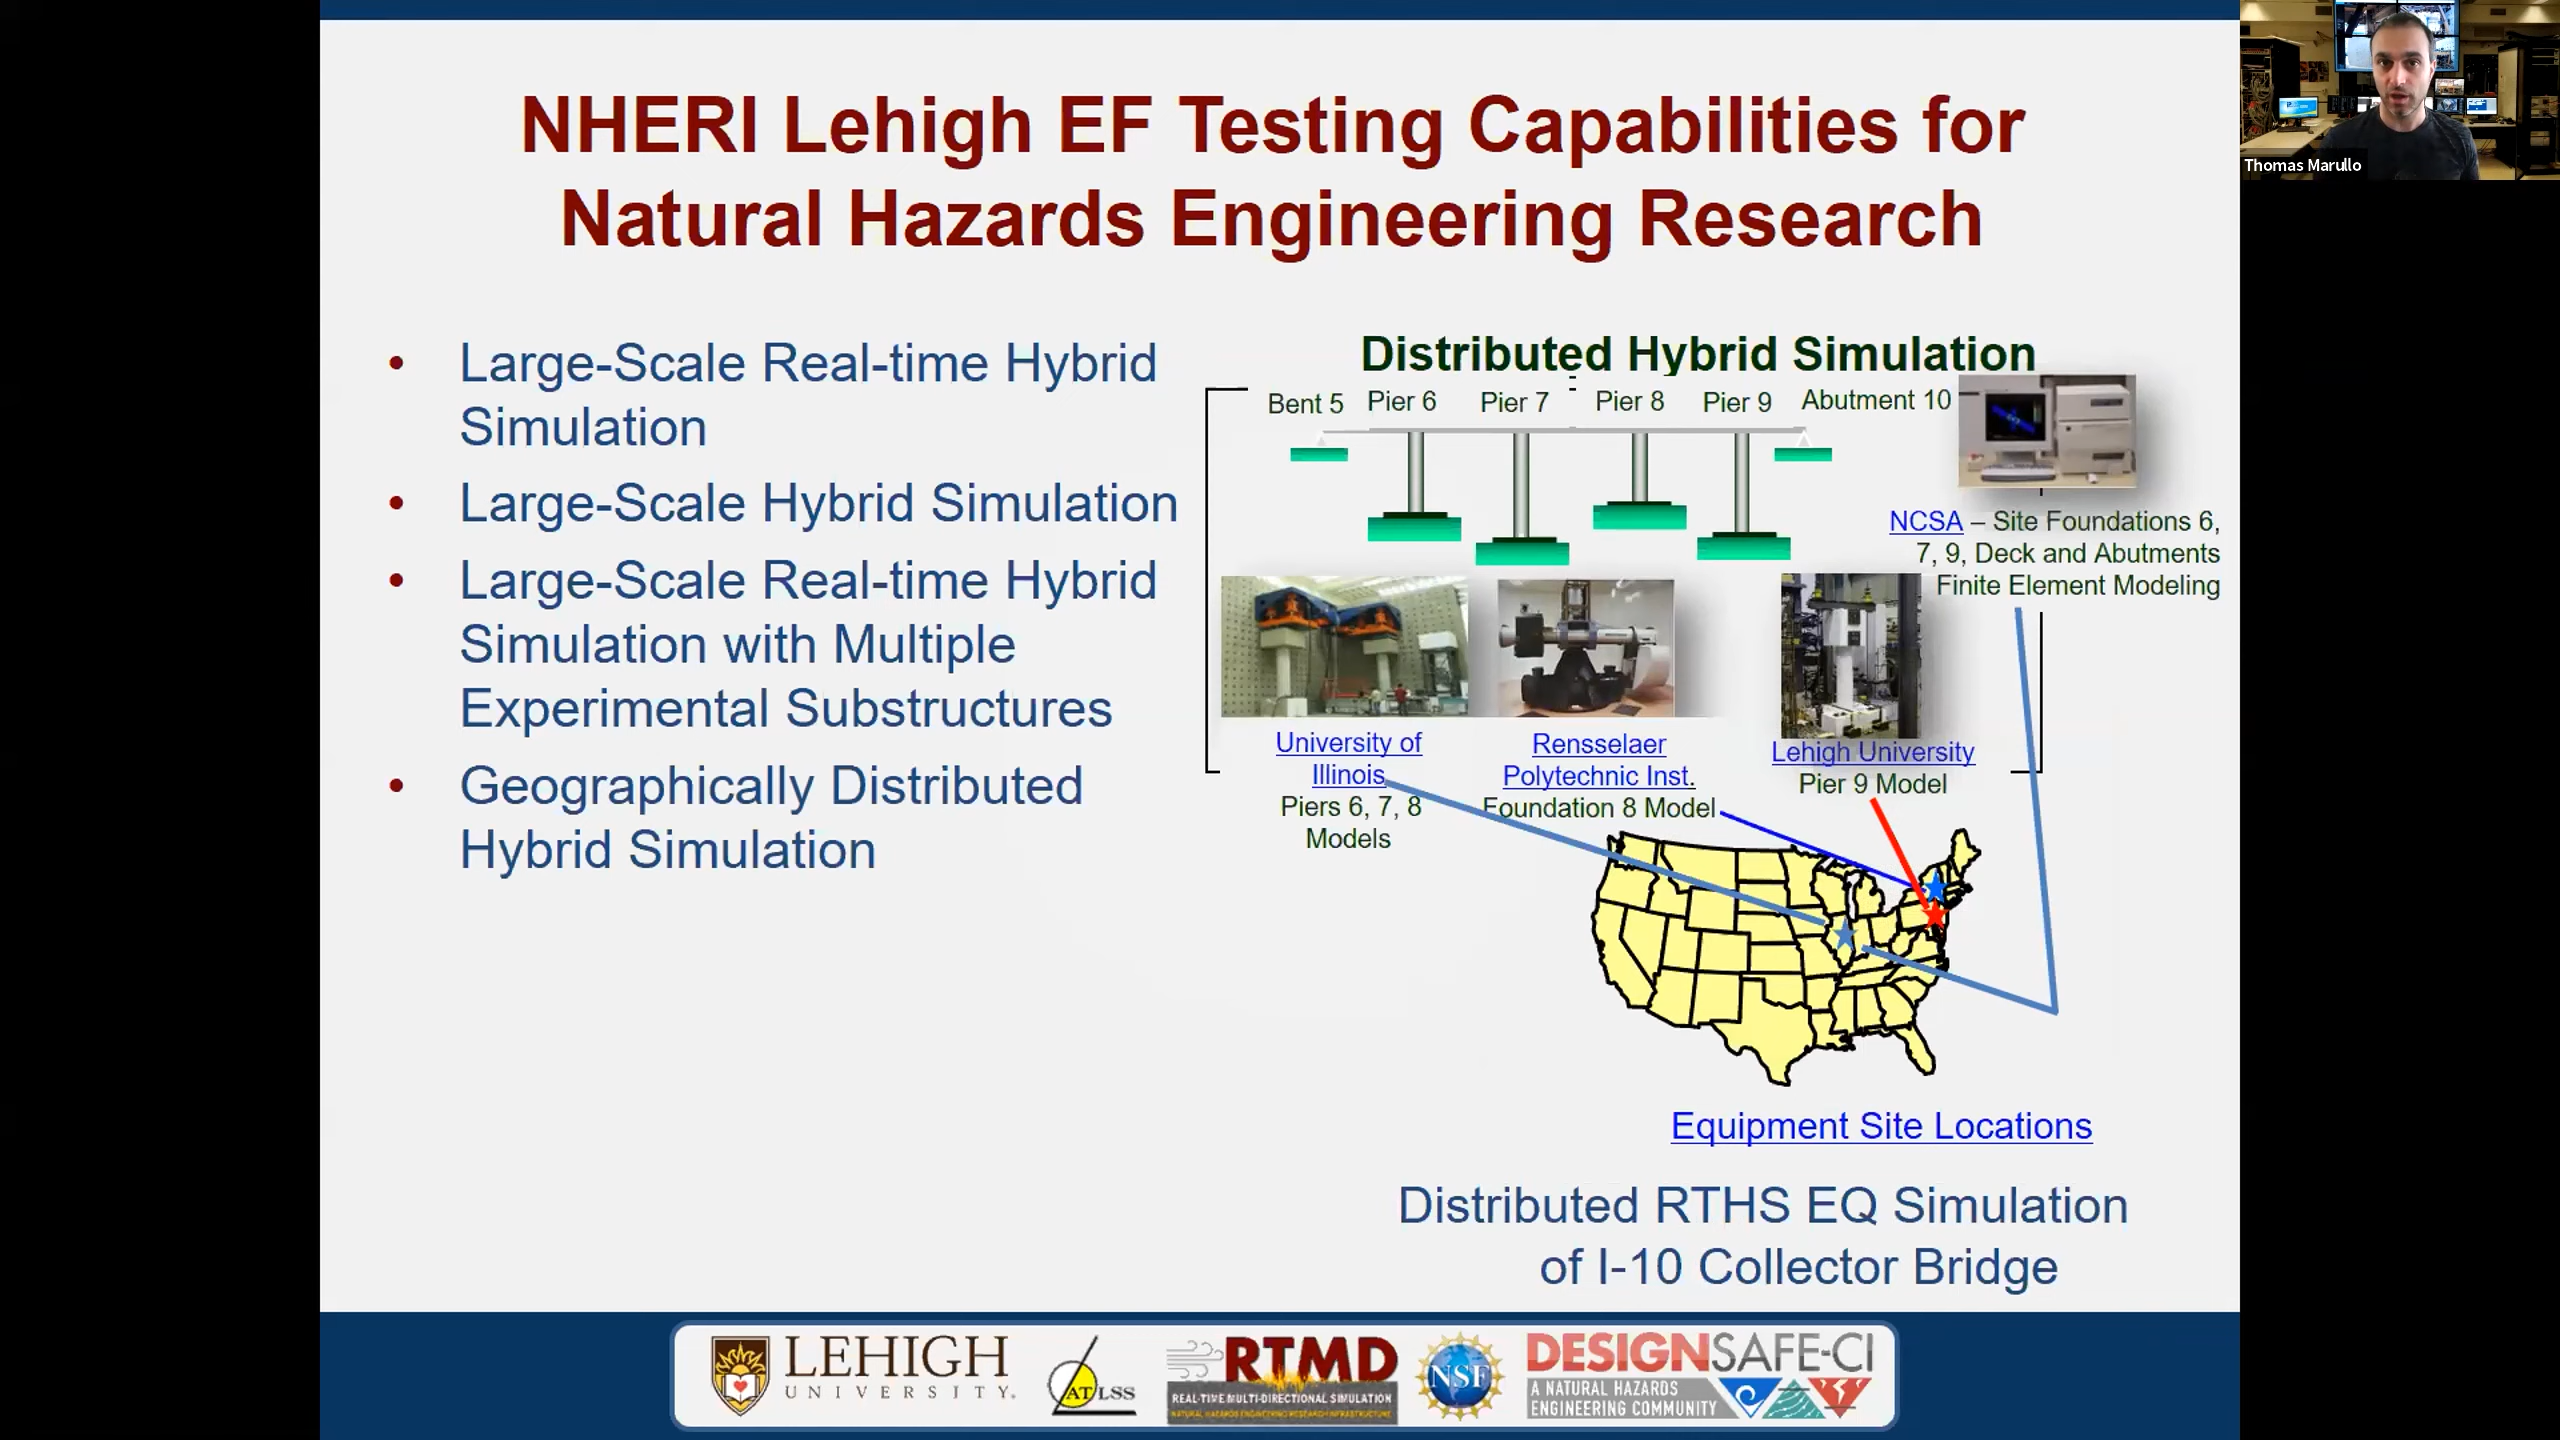 NHERI Lehigh EF Testing Capabilities for
Natural Hazards Engineering Research
Thomas Marullo
• Large-Scale Real-time Hybrid
Simulation
• Large-Scale Hybrid Simulation
• Large-Scale Real-time Hybrid
Simulation with Multiple
Experimental Substructures
• Geographically Distributed
Hybrid Simulation
Distributed Hybrid Simulation
Bent 5 Pier 6 Pier 7 Pier 8 Pier 9 Abutment 10
NCSA – Site Foundations 6,
7, 9, Deck and Abutments
Finite Element Modeling
University of
Illinois
Piers 6, 7, 8
Models
Rensselaer
Polytechnic Inst.
Foundation 8 Model
Lehigh University
Pier 9 Model
Equipment Site Locations
Distributed RTHS EQ Simulation
of I-10 Collector Bridge
LEHIGH
UNIVERSITY
ATLSS
RTMD
REAL-TIME MULTI-DIRECTIONAL SIMULATION
NATURAL HAZARDS ENGINEERING RESEARCH INFRASTRUCTURE
NSF
DESIGNSAFE-CI
A NATURAL HAZARDS
ENGINEERING COMMUNITY